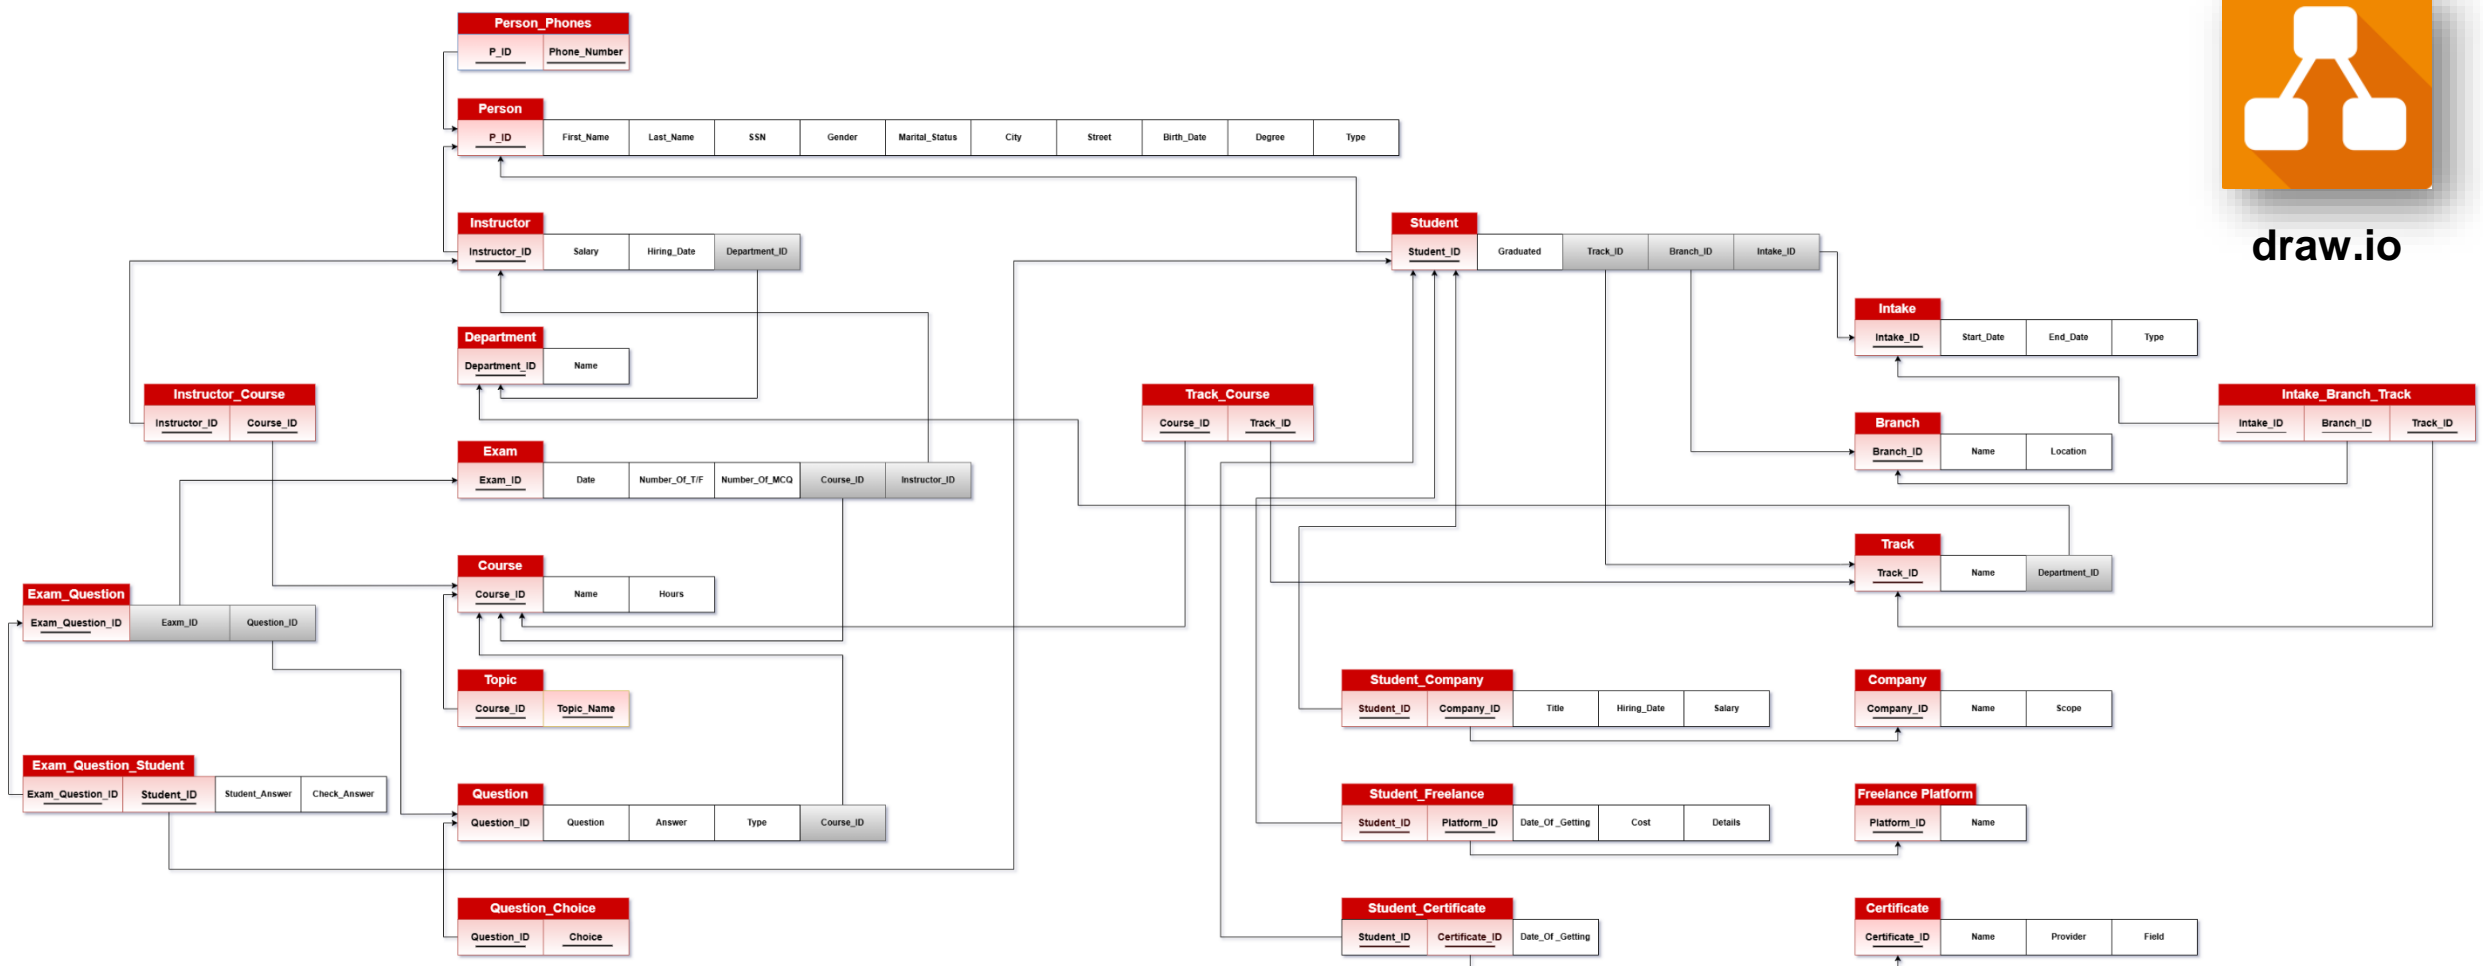 Person_Phones
P_ID Phone_Number
Person
P_ID First_Name Last_Name SSN Gender Marital_Status City Street Birth_Date Degree Type
draw.io
Instructor
Instructor_ID Salary Hiring_Date Department_ID
Student
Student_ID Graduated Track_ID Branch_ID Intake_ID
Intake
Intake_ID Start_Date End_Date Type
Department
Department_ID Name
Instructor_Course
Instructor_ID Course_ID
Track_Course
Course_ID Track_ID
Intake_Branch_Track
Intake_ID Branch_ID Track_ID
Branch
Branch_ID Name Location
Exam
Exam_ID Date Number_Of_T/F Number_Of_MCQ Course_ID Instructor_ID
Track
Track_ID Name Department_ID
Course
Course_ID Name Hours
Exam_Question
Exam_Question_ID Eaxm_ID Question_ID
Topic
Course_ID Topic_Name
Student_Company
Student_ID Company_ID Title Hiring_Date Salary
Company
Company_ID Name Scope
Exam_Question_Student
Exam_Question_ID Student_ID Student_Answer Check_Answer
Question
Question_ID Question Answer Type Course_ID
Student_Freelance
Student_ID Platform_ID Date_Of _Getting Cost Details
Freelance Platform
Platform_ID Name
Question_Choice
Question_ID Choice
Student_Certificate
Student_ID Certificate_ID Date_Of _Getting
Certificate
Certificate_ID Name Provider Field